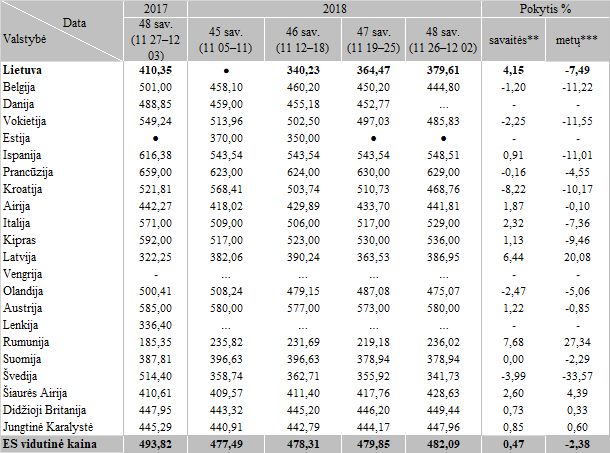 Data 2017 2018 Pokytis %
Valstybė 48 sav. (11 27–12 03) 45 sav. (11 05–11) 46 sav. (11 12–18) 47 sav. (11 19–25) 48 sav. (11 26–12 02) savaitės** metų***
Lietuva 410,35 ● 340,23 364,47 379,61 4,15 -7,49
Belgija 501,00 458,10 460,20 450,20 444,80 -1,20 -11,22
Danija 488,85 459,00 455,18 452,77 ... - -
Vokietija 549,24 513,96 502,50 497,03 485,83 -2,25 -11,55
Estija ● 370,00 350,00 ● ● - -
Ispanija 616,38 543,54 543,54 543,54 548,51 0,91 -11,01
Prancūzija 659,00 623,00 624,00 630,00 629,00 -0,16 -4,55
Kroatija 521,81 568,41 503,74 510,73 468,76 -8,22 -10,17
Airija 442,27 418,02 429,89 433,70 441,81 1,87 -0,10
Italija 571,00 509,00 506,00 517,00 529,00 2,32 -7,36
Kipras 592,00 517,00 523,00 530,00 536,00 1,13 -9,46
Latvija 322,25 382,06 390,24 363,53 386,95 6,44 20,08
Vengrija - ... ... ... ... - -
Olandija 500,41 508,24 479,15 487,08 475,07 -2,47 -5,06
Austrija 585,00 580,00 577,00 573,00 580,00 1,22 -0,85
Lenkija 336,40 ... ... ... ... - -
Rumunija 185,35 235,82 231,69 219,18 236,02 7,68 27,34
Suomija 387,81 396,63 396,63 378,94 378,94 0,00 -2,29
Švedija 514,40 358,74 362,71 355,92 341,73 -3,99 -33,57
Šiaurės Airija 410,61 409,57 411,40 417,76 428,63 2,60 4,39
Didžioji Britanija 447,95 443,32 445,20 446,20 449,44 0,73 0,33
Jungtinė Karalystė 445,29 440,91 442,79 444,17 447,96 0,85 0,60
ES vidutinė kaina 493,82 477,49 478,31 479,85 482,09 0,47 -2,38